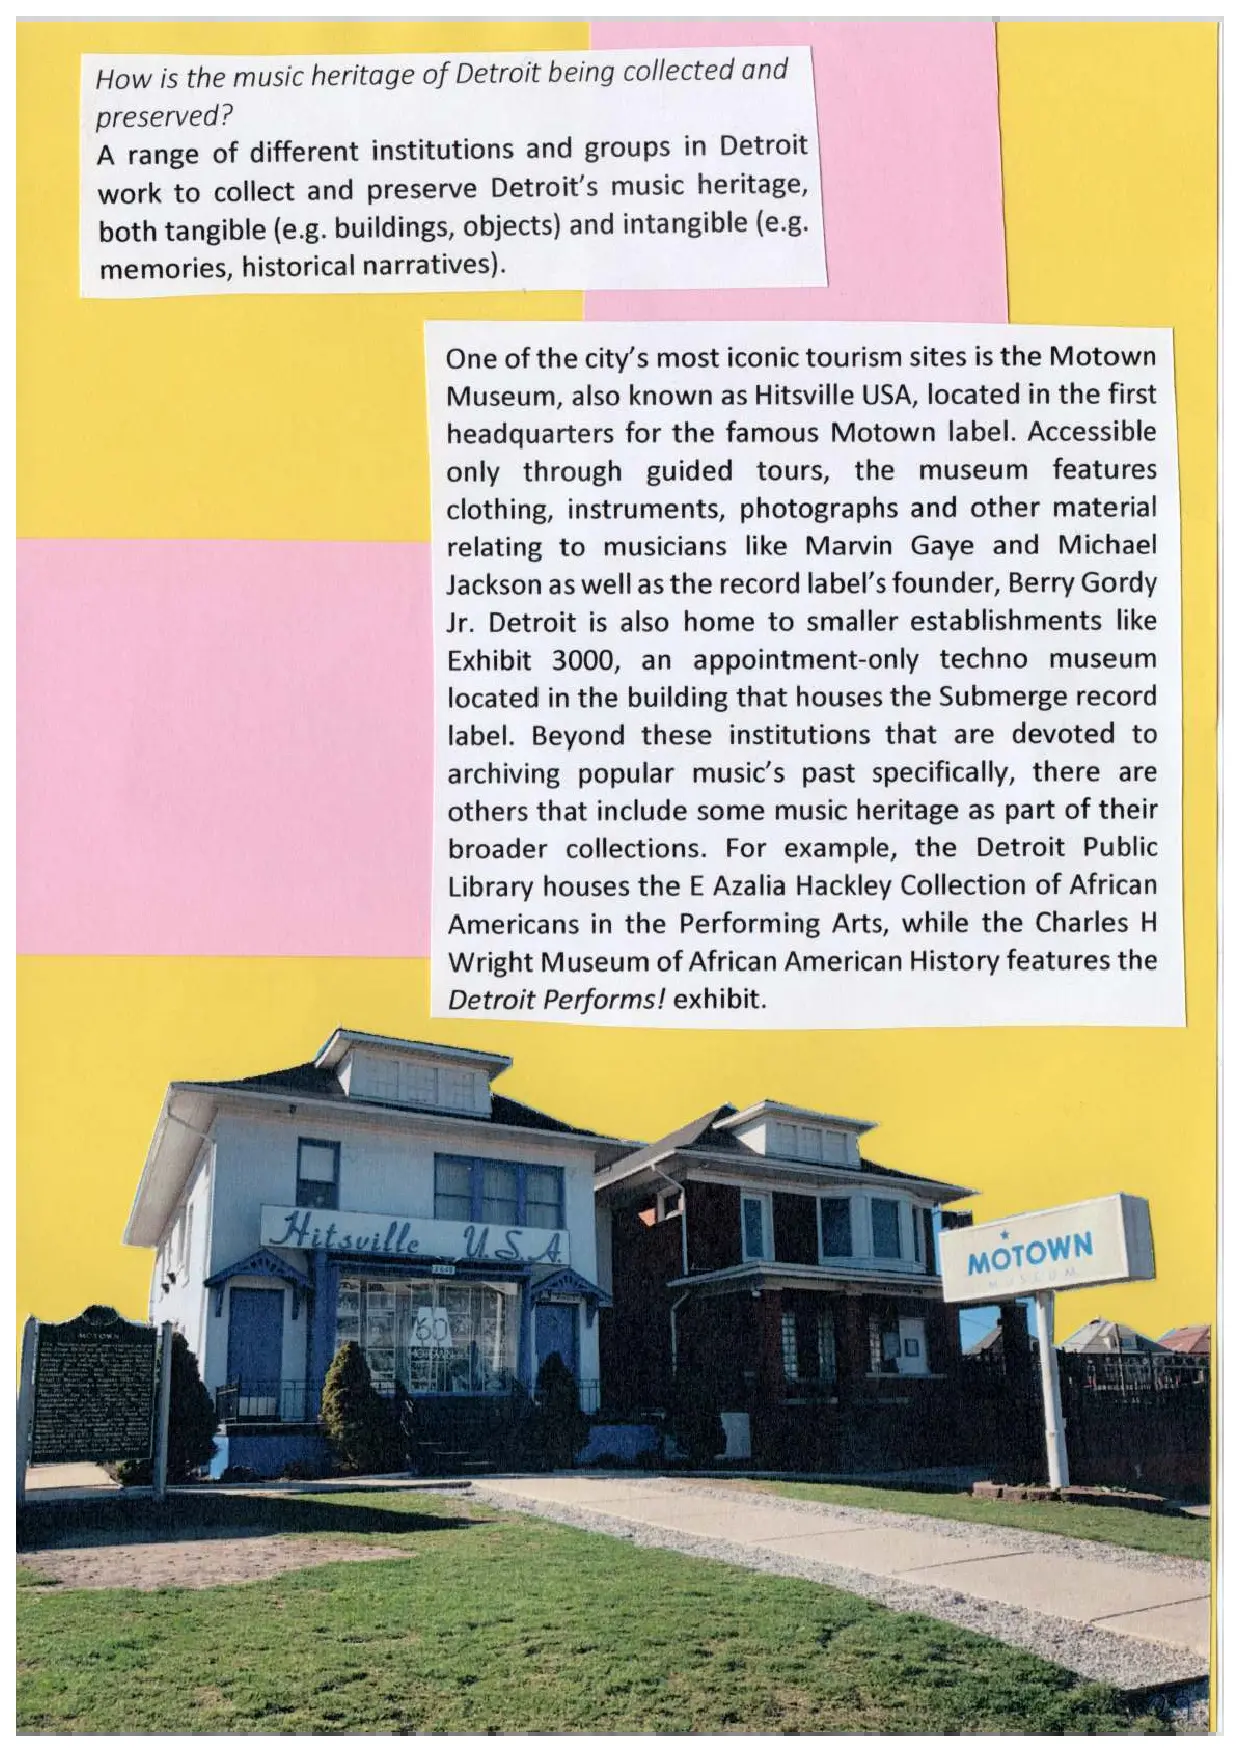 How is the music heritage of Detroit being collected and
preserved?
A range of different institutions and groups in Detroit
work to collect and preserve Detroit's music heritage,
both tangible (e.g. buildings, objects) and intangible (e.g.
memories, historical narratives).
One of the city's most iconic tourism sites is the Motown
Museum, also known as Hitsville USA, located in the first
headquarters for the famous Motown label. Accessible
only through guided tours, the museum features
clothing, instruments, photographs and other material
relating to musicians like Marvin Gaye and Michael
Jackson as well as the record label's founder, Berry Gordy
Jr. Detroit is also home to smaller establishments like
Exhibit 3000, an appointment-only techno museum
located in the building that houses the Submerge record
label. Beyond these institutions that are devoted to
archiving popular music's past specifically, there are
others that include some music heritage as part of their
broader collections. For example, the Detroit Public
Library houses the E Azalia Hackley Collection of African
Americans in the Performing Arts, while the Charles H
Wright Museum of African American History features the
Detroit Performs! exhibit.
Hitsville U.S.A.
MOTOWN
MUSEUM
60
MOTOWN